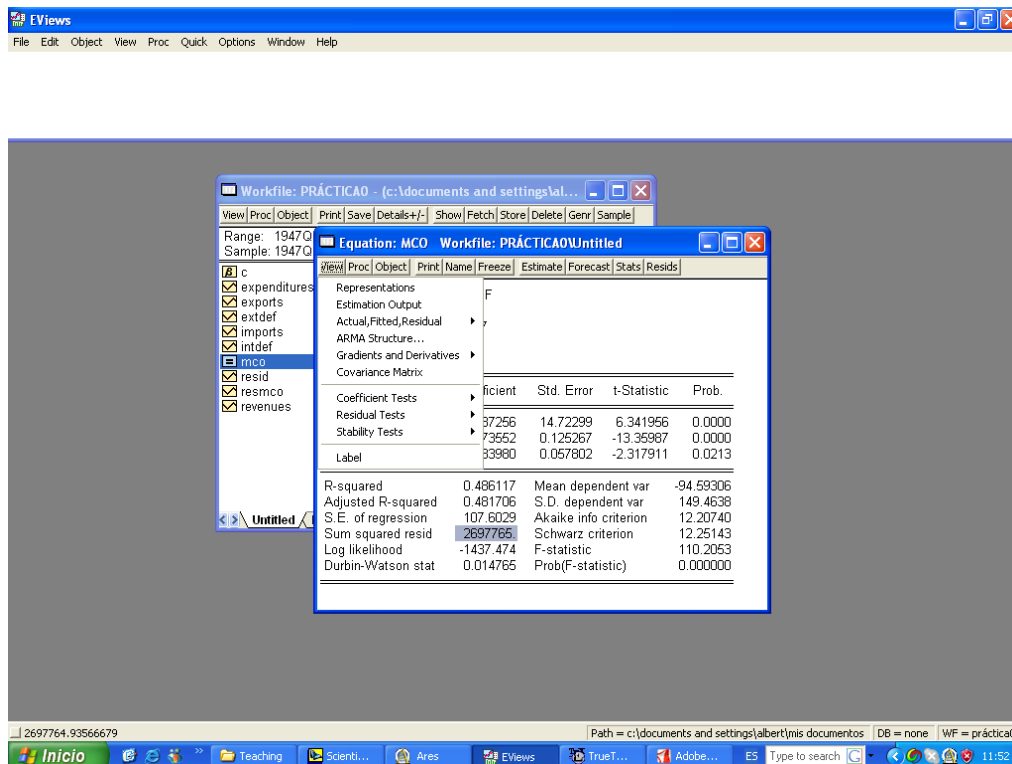 EViews
File Edit Object View Proc Quick Options Window Help
Workfile: PRÁCTICA0 - (c:\documents and settings\al...
View Proc Object Print Save Details+/- Show Fetch Store Delete Genr Sample
Range: 1947Q
Sample: 1947Q
c
expenditures
exports
extdef
imports
intdef
mco
resid
resmco
revenues
Untitled
Equation: MCO Workfile: PRÁCTICA0\Untitled
View Proc Object Print Name Freeze Estimate Forecast Stats Resids
Representations
Estimation Output
Actual,Fitted,Residual
ARMA Structure...
Gradients and Derivatives
Covariance Matrix
Coefficient Tests
Residual Tests
Stability Tests
Label
F
ficient Std. Error t-Statistic Prob.
37256 14.72299 6.341956 0.0000
73552 0.125267 -13.35987 0.0000
33980 0.057802 -2.317911 0.0213
R-squared 0.486117 Mean dependent var -94.59306
Adjusted R-squared 0.481706 S.D. dependent var 149.4638
S.E. of regression 107.6029 Akaike info criterion 12.20740
Sum squared resid 2697765. Schwarz criterion 12.25143
Log likelihood -1437.474 F-statistic 110.2053
Durbin-Watson stat 0.014765 Prob(F-statistic) 0.000000
2697764.93566679 Path = c:\documents and settings\albert\mis documentos DB = none WF = práctica0
Inicio Teaching Scienti... Ares EViews TrueT... Adobe... ES Type to search 11:52